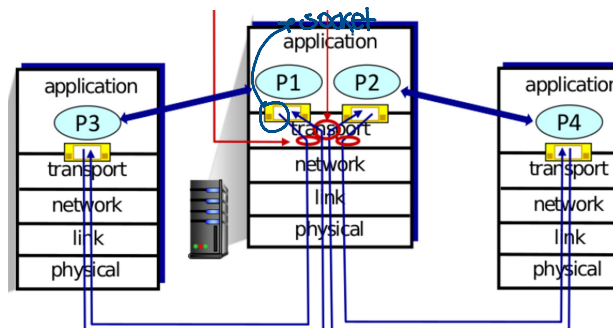 socket
application
P1 P2
transport
network
link
physical
application
P3
transport
network
link
physical
application
P4
transport
network
link
physical